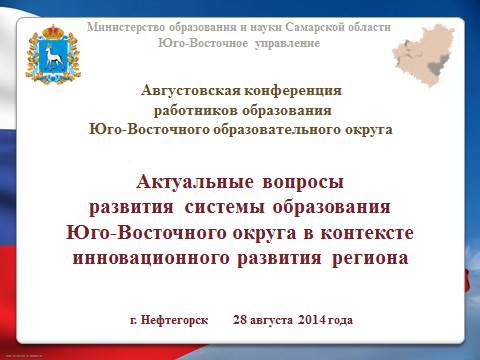 Министерство образования и науки Самарской области
Юго-Восточное управление
Августовская конференция
работников образования
Юго-Восточного образовательного округа
Актуальные вопросы
развития системы образования
Юго-Восточного округа в контексте
инновационного развития региона
г. Нефтегорск 28 августа 2014 года